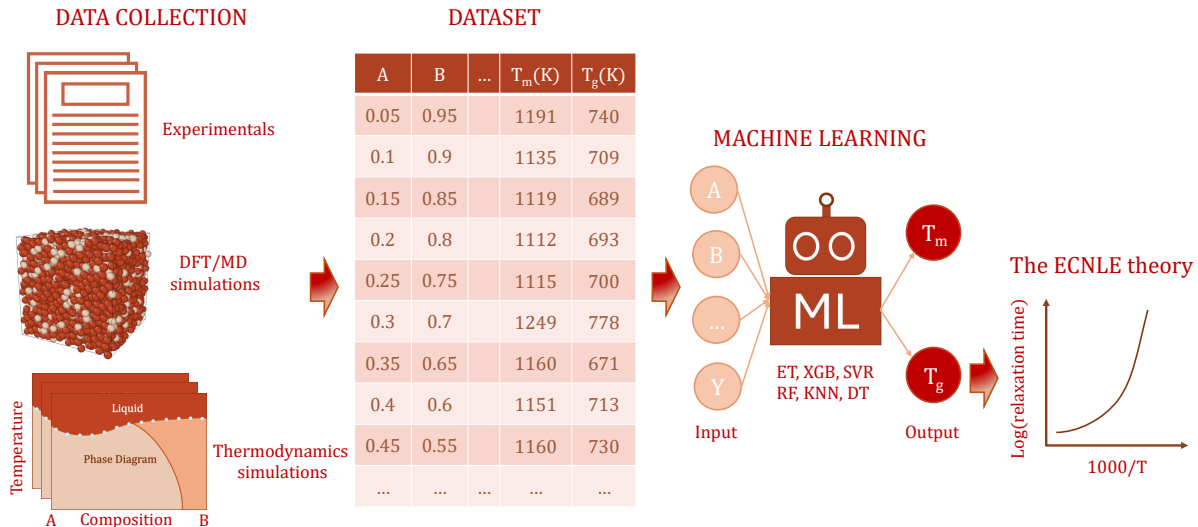 DATA COLLECTION
Experimentals
DFT/MD
simulations
Temperature
Liquid
Phase Diagram
A Composition B
Thermodynamics
simulations
DATASET
A B ... Tₘ(K) T_g(K)
0.05 0.95 1191 740
0.1 0.9 1135 709
0.15 0.85 1119 689
0.2 0.8 1112 693
0.25 0.75 1115 700
0.3 0.7 1249 778
0.35 0.65 1160 671
0.4 0.6 1151 713
0.45 0.55 1160 730
... ... ... ... ...
MACHINE LEARNING
A
B
...
Y
Input
ML
ET, XGB, SVR
RF, KNN, DT
Tₘ
T_g
Output
The ECNLE theory
Log(relaxation time)
1000/T